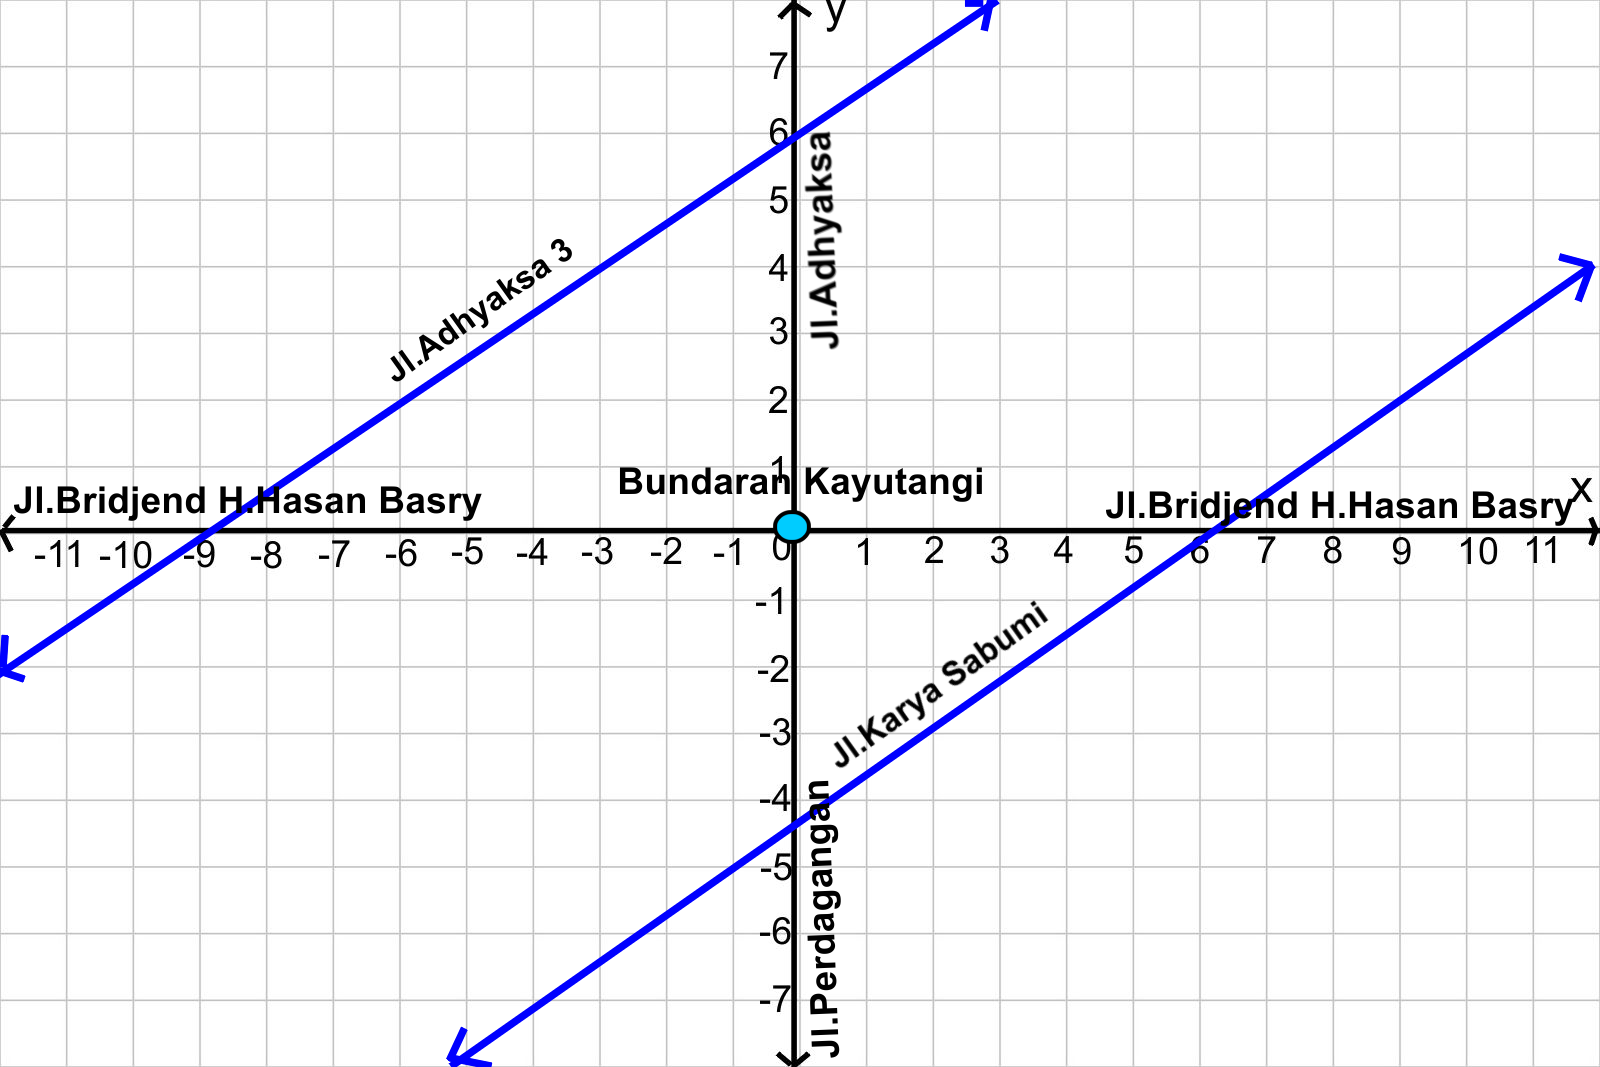 y
7
6
5
4
3
2
1
Jl.Adhyaksa
Jl.Adhyaksa 3
Bundaran Kayutangi
Jl.Bridjend H.Hasan Basry
Jl.Bridjend H.Hasan Basry
x
-11 -10 -9 -8 -7 -6 -5 -4 -3 -2 -1 0 1 2 3 4 5 6 7 8 9 10 11
-1
-2
-3
-4
-5
-6
-7
Jl.Karya Sabumi
Jl.Perdagangan